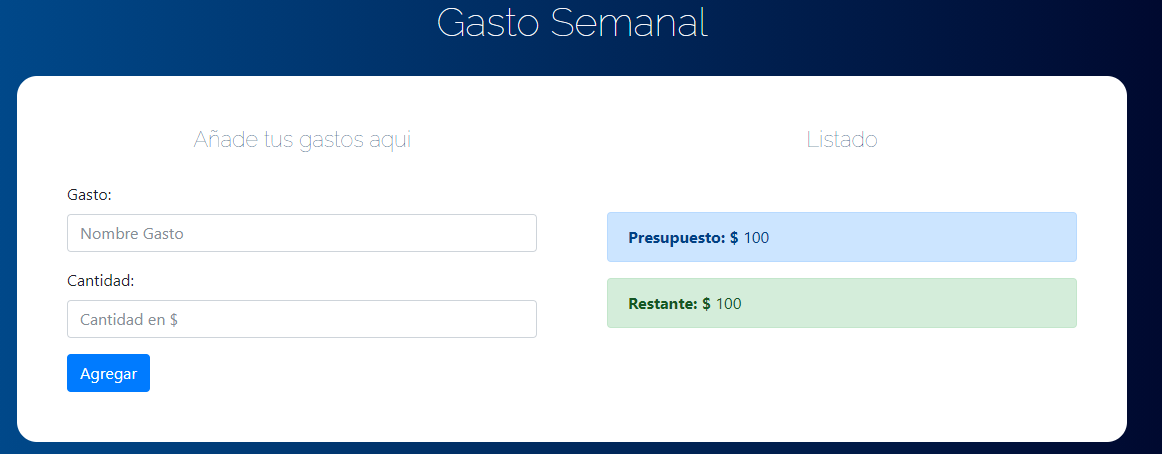 Gasto Semanal
Añade tus gastos aqui
Gasto:
Nombre Gasto
Cantidad:
Cantidad en $
Agregar
Listado
Presupuesto: $ 100
Restante: $ 100